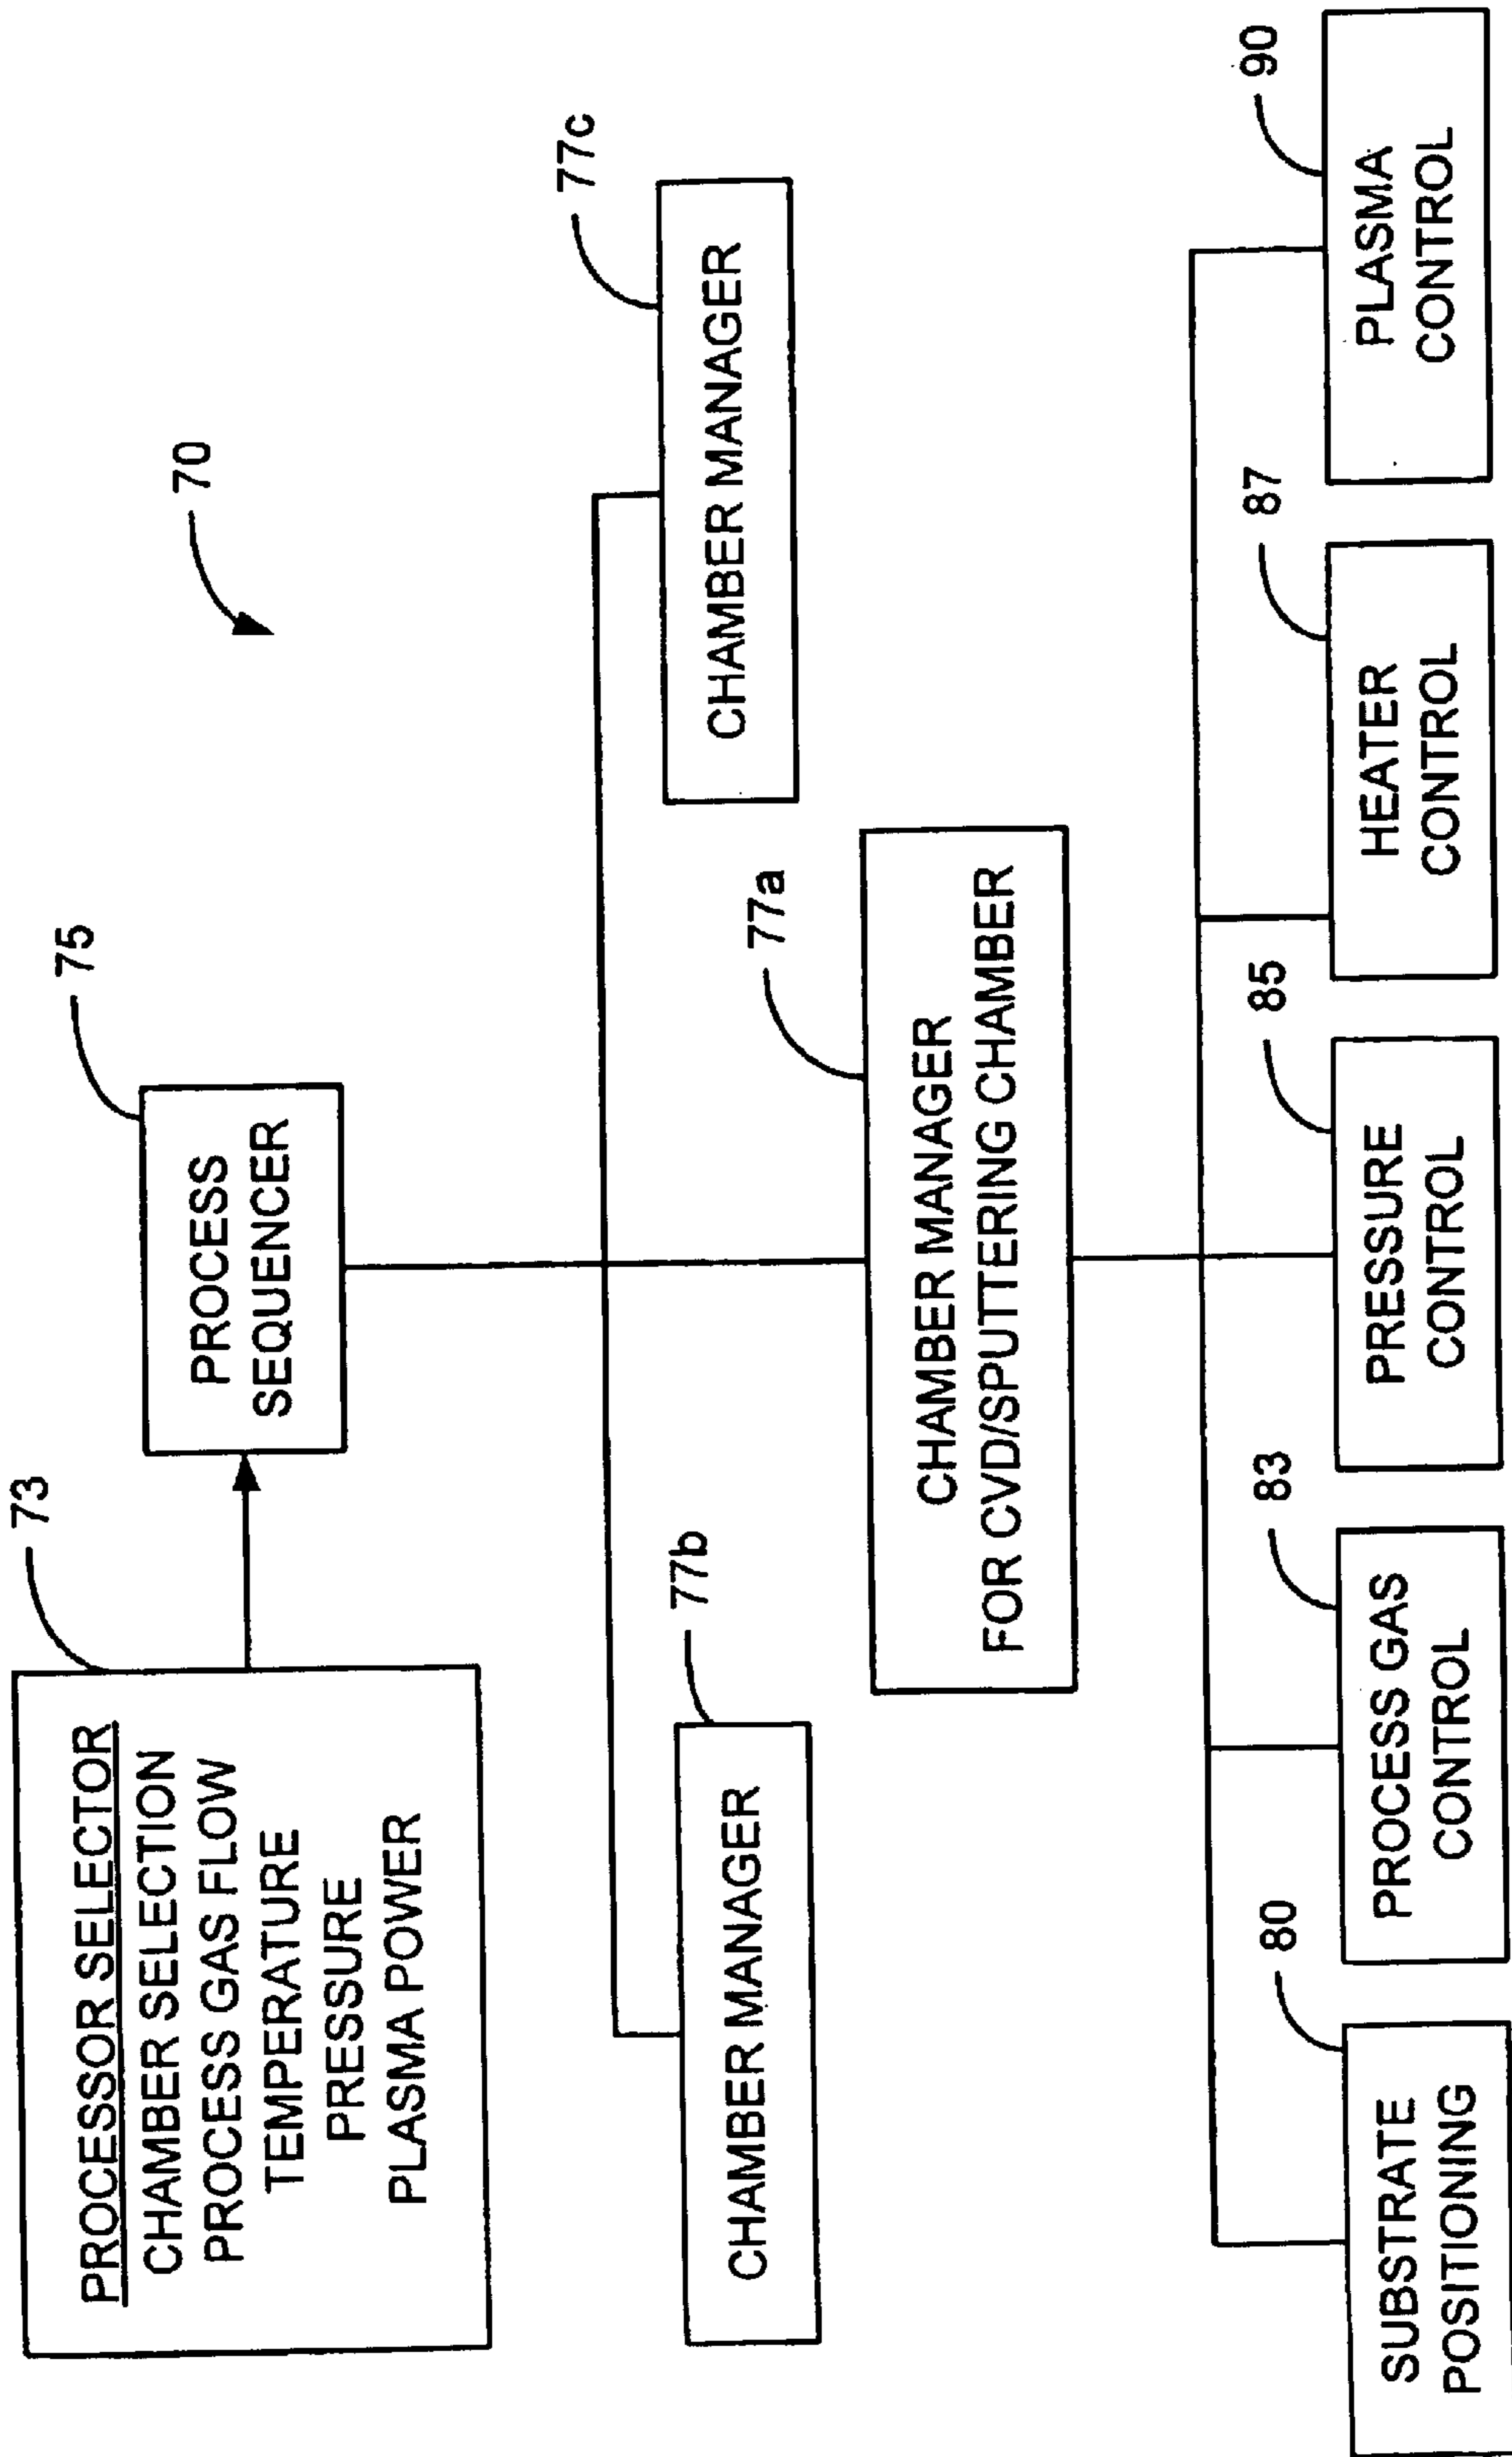 70
73
PROCESSOR SELECTOR
CHAMBER SELECTION
PROCESS GAS FLOW
TEMPERATURE
PRESSURE
PLASMA POWER
75
PROCESS
SEQUENCER
77b
CHAMBER MANAGER
77c
CHAMBER MANAGER
77a
CHAMBER MANAGER
FOR CVD/SPUTTERING CHAMBER
80
SUBSTRATE
POSITIONING
83
PROCESS GAS
CONTROL
85
PRESSURE
CONTROL
87
HEATER
CONTROL
90
PLASMA
CONTROL